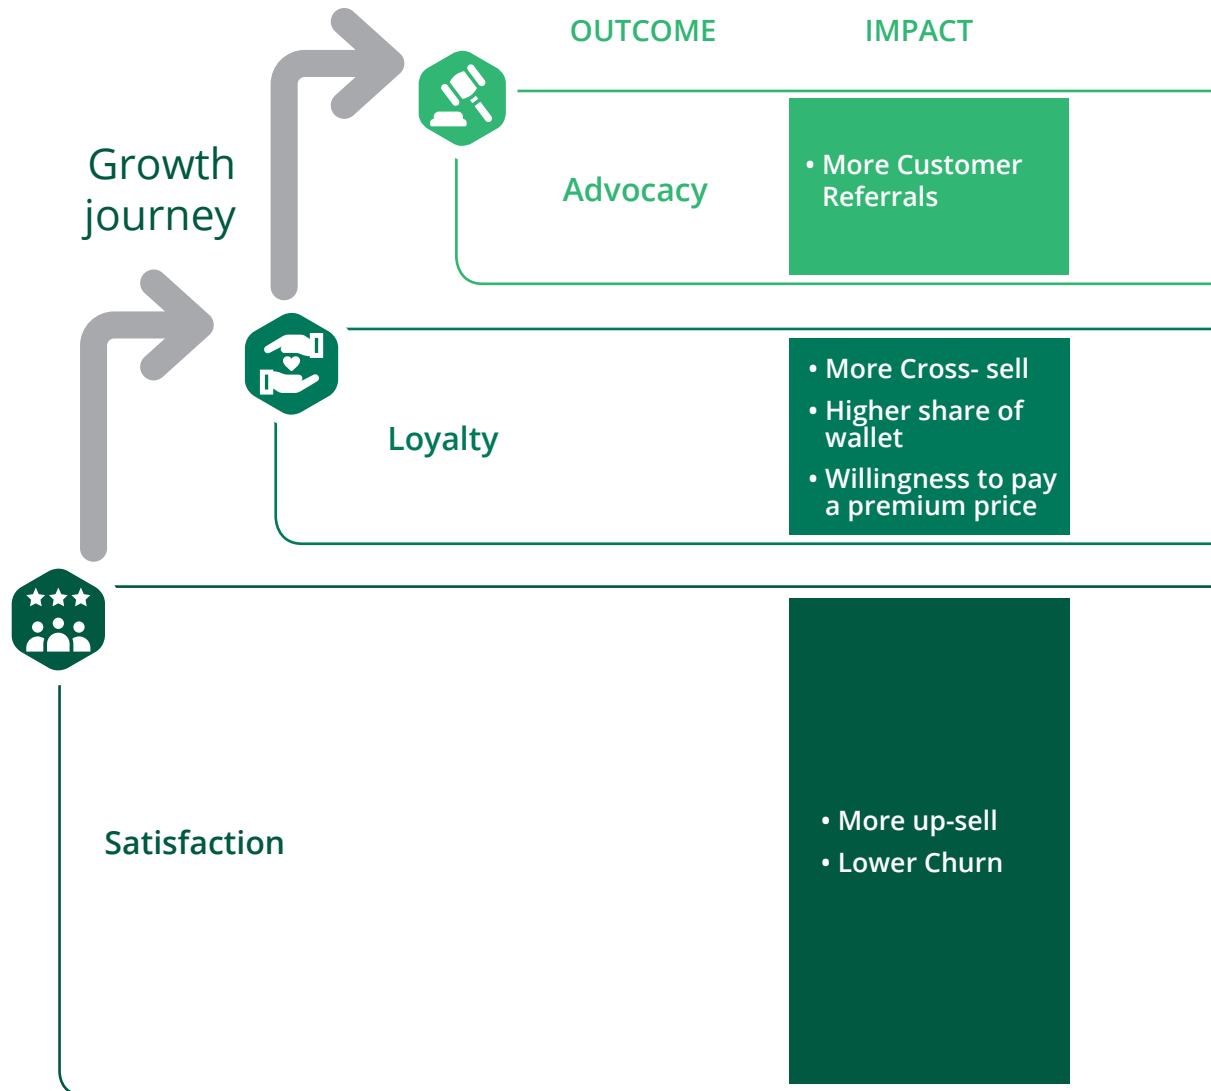 OUTCOME
IMPACT
Growth
journey
Advocacy
• More Customer
Referrals
Loyalty
• More Cross- sell
• Higher share of
wallet
• Willingness to pay
a premium price
Satisfaction
• More up-sell
• Lower Churn